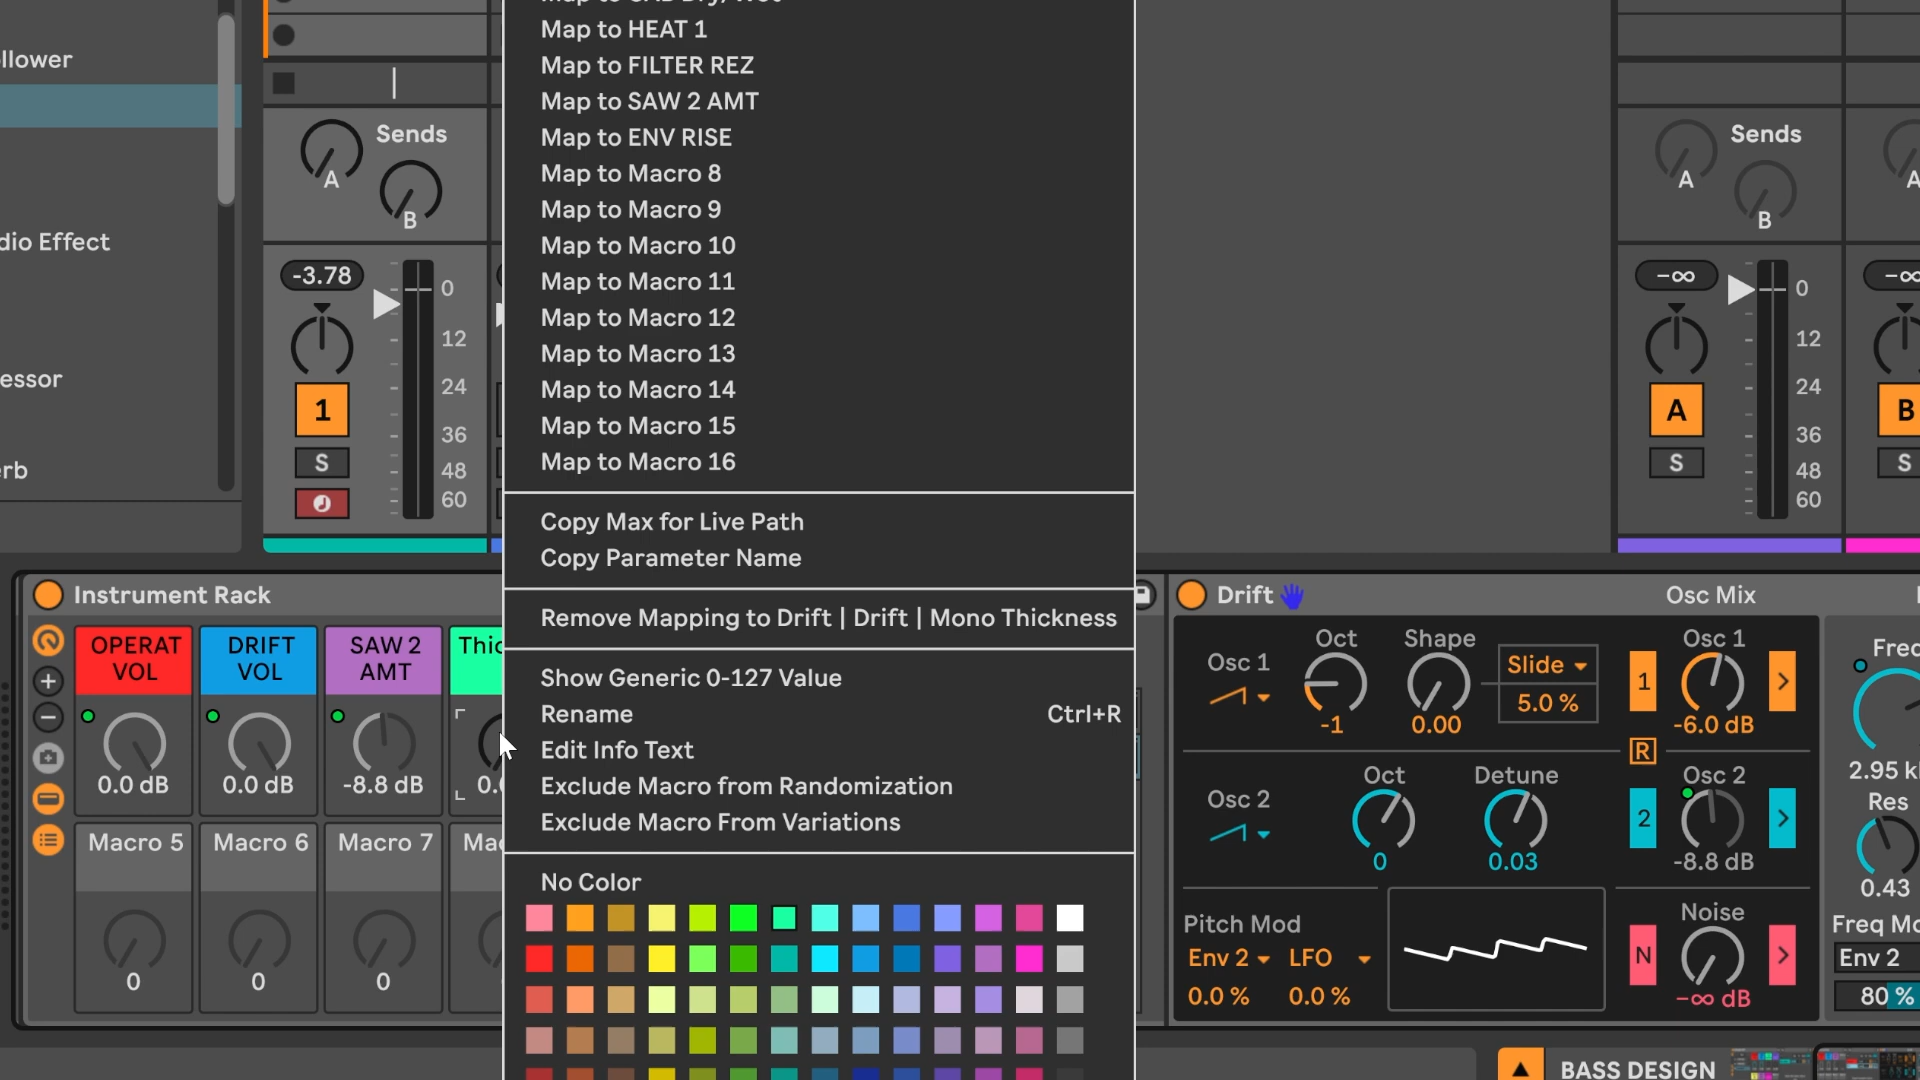 llower
dio Effect
essor
rb
Sends
A
B
-3.78
0
12
24
36
48
60
1
S
Map to HEAT 1
Map to FILTER REZ
Map to SAW 2 AMT
Map to ENV RISE
Map to Macro 8
Map to Macro 9
Map to Macro 10
Map to Macro 11
Map to Macro 12
Map to Macro 13
Map to Macro 14
Map to Macro 15
Map to Macro 16
Copy Max for Live Path
Copy Parameter Name
Remove Mapping to Drift | Drift | Mono Thickness
Show Generic 0-127 Value
Rename Ctrl+R
Edit Info Text
Exclude Macro from Randomization
Exclude Macro From Variations
No Color
Sends
A
B
A
-∞
0
12
24
36
48
60
A
S
-∞
B
S
Instrument Rack
OPERAT
VOL
DRIFT
VOL
SAW 2
AMT
Thic
0.0 dB
0.0 dB
-8.8 dB
0.
Macro 5
Macro 6
Macro 7
Mac
0
0
0
Drift
Osc Mix
Osc 1
Oct
-1
Shape
0.00
Slide
5.0 %
1
Osc 1
-6.0 dB
R
Osc 2
Oct
0
Detune
0.03
2
Osc 2
-8.8 dB
Pitch Mod
Env 2
LFO
0.0 %
0.0 %
N
Noise
-∞ dB
Frec
2.95 k
Res
0.43
Freq Mo
Env 2
80 %
BASS DESIGN